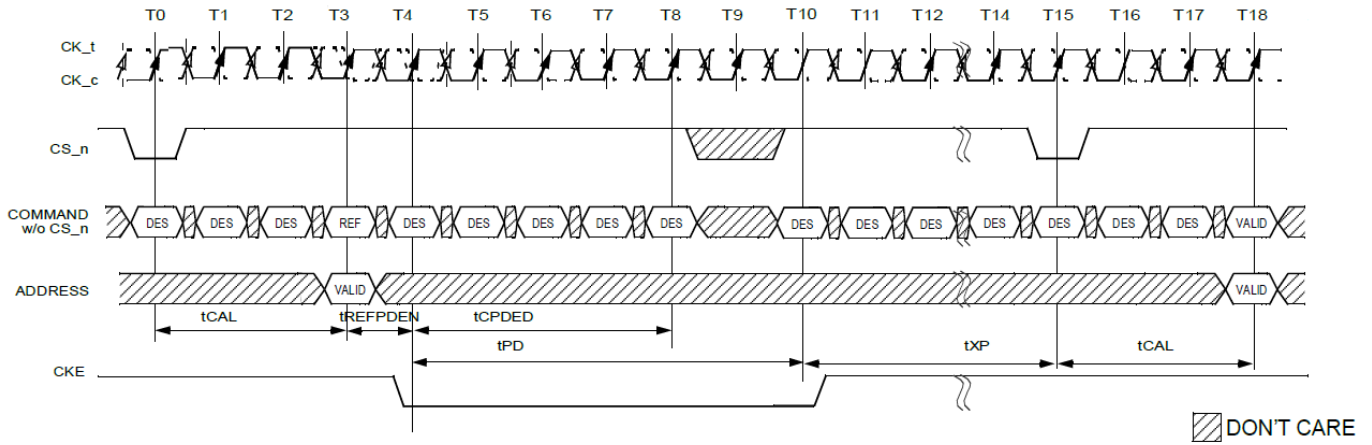 T0 T1 T2 T3 T4 T5 T6 T7 T8 T9 T10 T11 T12 T14 T15 T16 T17 T18
CK_t
CK_c
CS_n
COMMAND
w/o CS_n
DES DES DES REF DES DES DES DES DES DES DES DES DES DES DES DES VALID
ADDRESS
VALID VALID
tCAL tREFPDEN tCPDED
tPD tXP tCAL
CKE
DON'T CARE